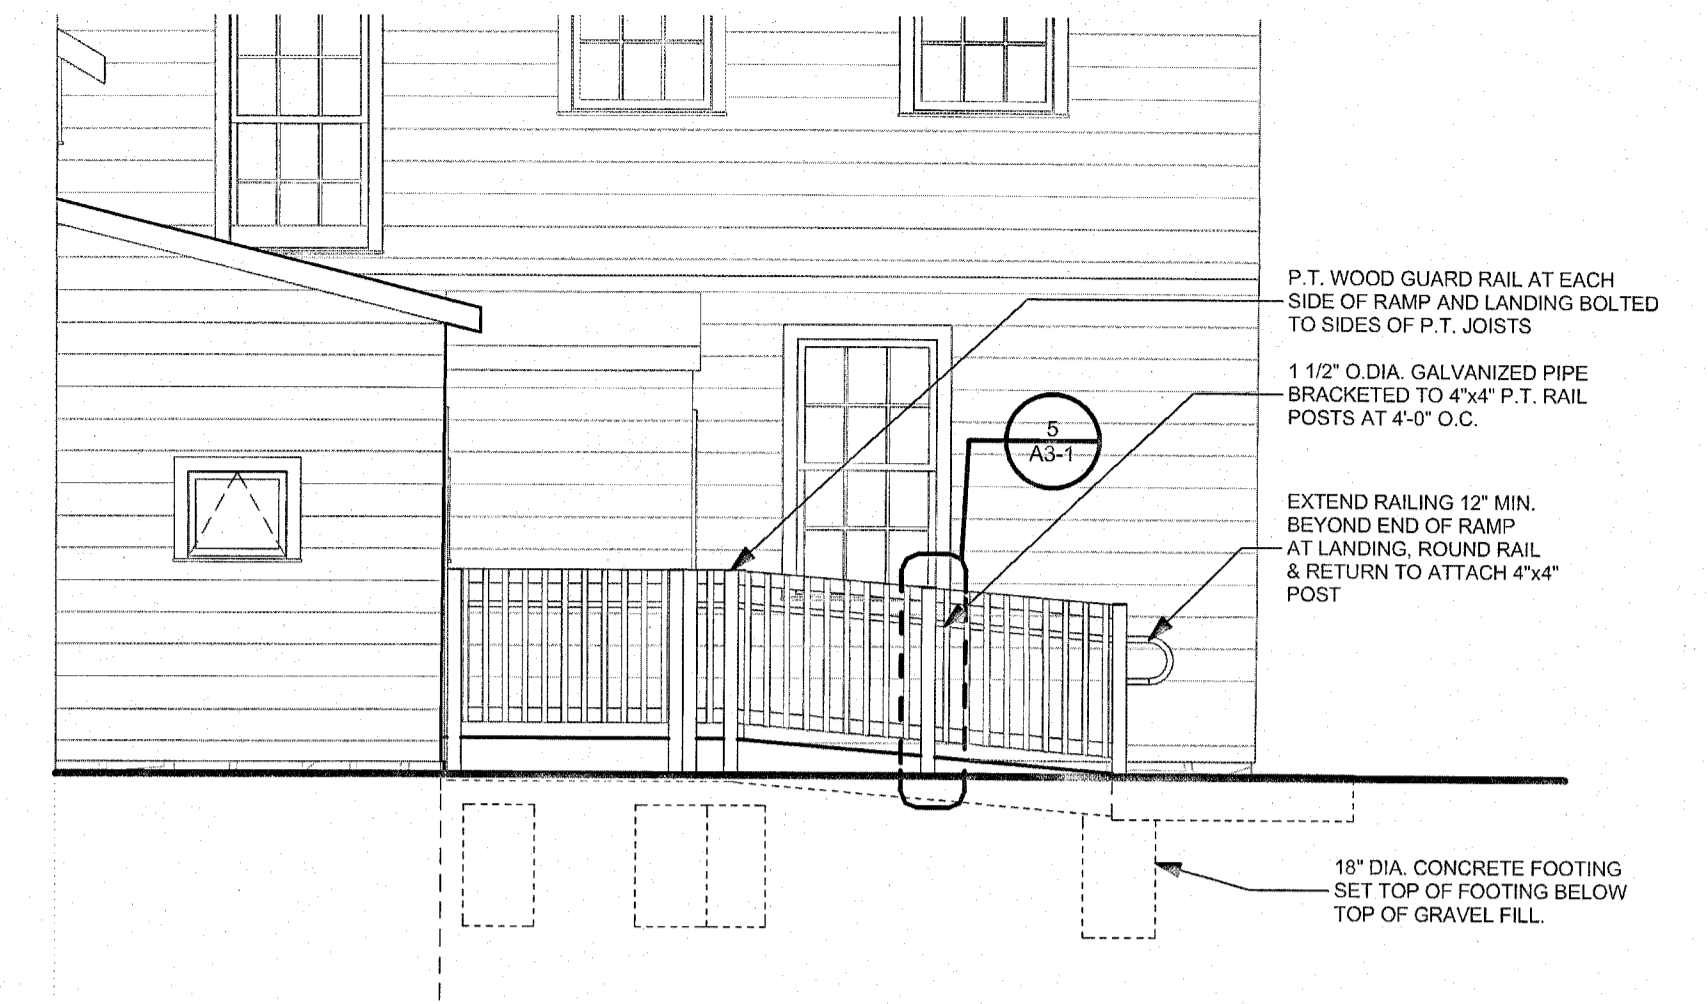 P.T. WOOD GUARD RAIL AT EACH
SIDE OF RAMP AND LANDING BOLTED
TO SIDES OF P.T. JOISTS
1 1/2" O.DIA. GALVANIZED PIPE
BRACKETED TO 4"x4" P.T. RAIL
POSTS AT 4'-0" O.C.
5
A3-1
EXTEND RAILING 12" MIN.
BEYOND END OF RAMP
AT LANDING, ROUND RAIL
& RETURN TO ATTACH 4"x4"
POST
18" DIA. CONCRETE FOOTING
SET TOP OF FOOTING BELOW
TOP OF GRAVEL FILL.